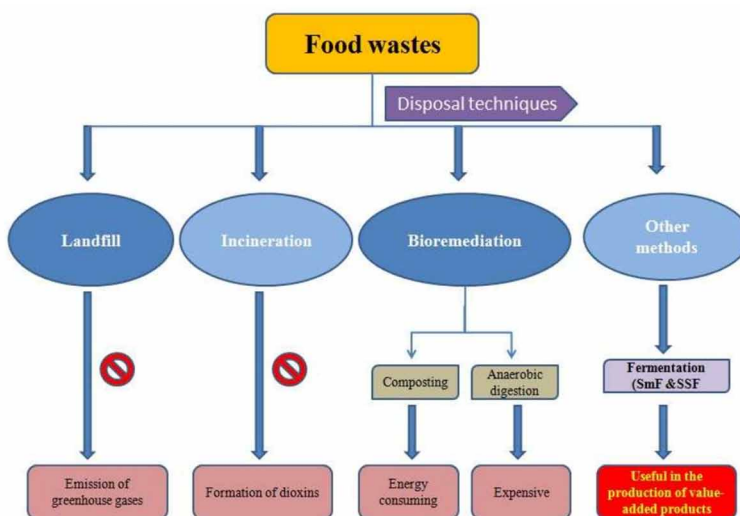 Food wastes
Disposal techniques
Landfill
Incineration
Bioremediation
Other
methods
Composting
Anaerobic
digestion
Fermentation
(SmF &SSF
Emission of
greenhouse gases
Formation of dioxins
Energy
consuming
Expensive
Useful in the
production of value-
added products